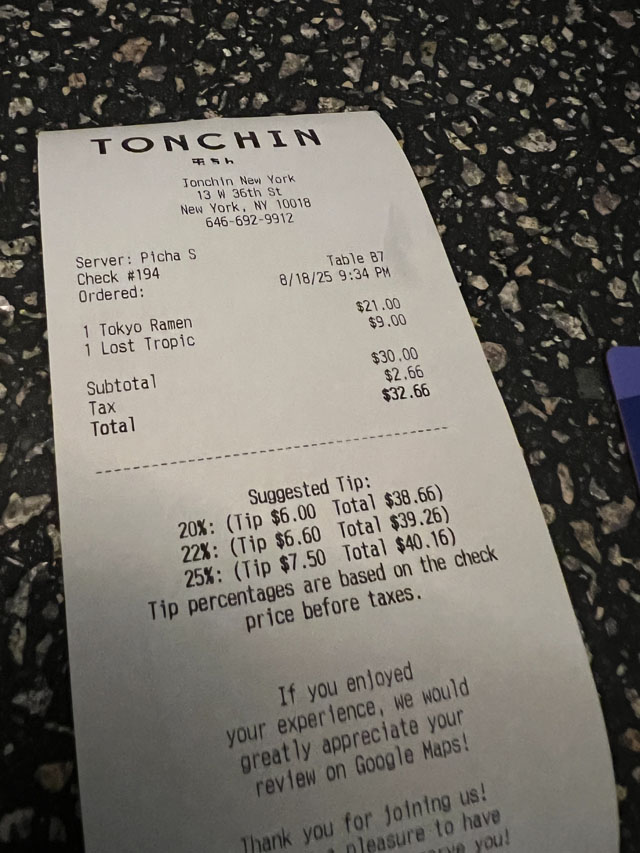 TONCHIN
Tonchin New York
13 W 36th St
New York, NY 10018
646-692-9912
Server: Picha S
Check #194 Table B7
Ordered: 8/18/25 9:34 PM
1 Tokyo Ramen $21.00
1 Lost Tropic $9.00
Subtotal $30.00
Tax $2.66
Total $32.66
Suggested Tip:
20%: (Tip $6.00 Total $38.66)
22%: (Tip $6.60 Total $39.26)
25%: (Tip $7.50 Total $40.16)
Tip percentages are based on the check
price before taxes.
If you enjoyed
your experience, we would
greatly appreciate your
review on Google Maps!
Thank you for joining us!
pleasure to have
you!